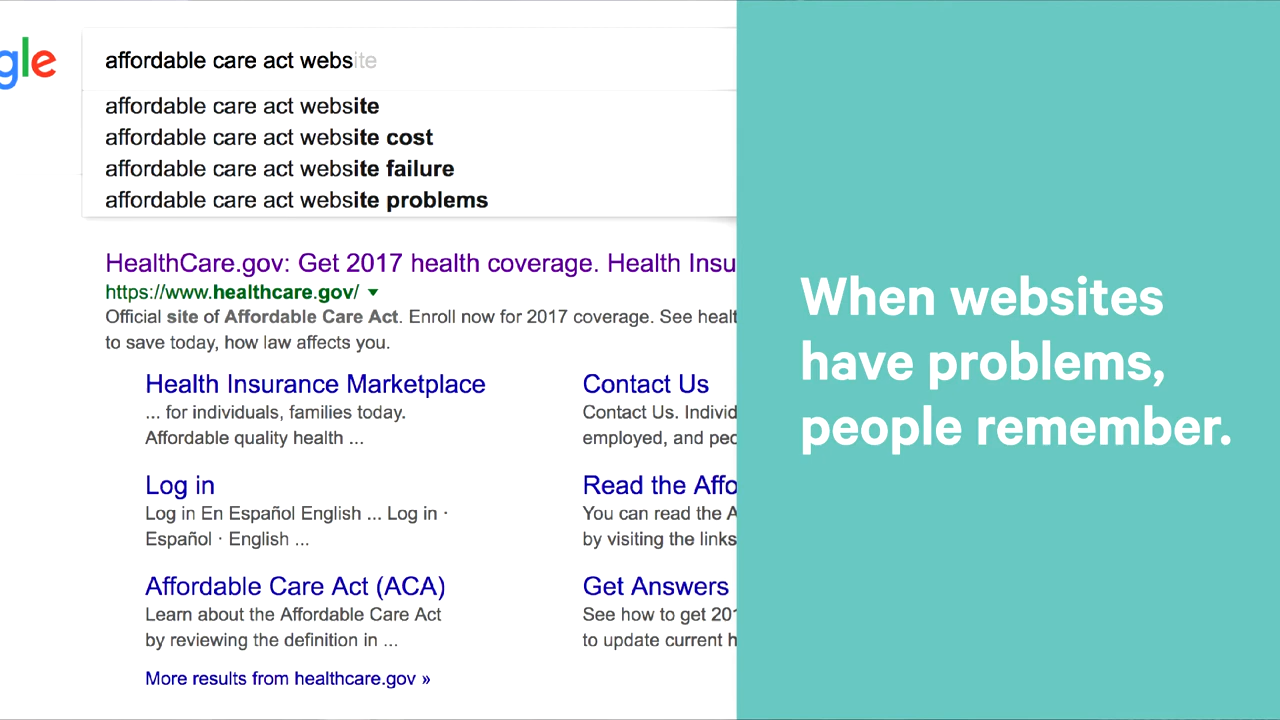 gle
affordable care act website
affordable care act website
affordable care act website cost
affordable care act website failure
affordable care act website problems
HealthCare.gov: Get 2017 health coverage. Health Insu
https://www.healthcare.gov/
Official site of Affordable Care Act. Enroll now for 2017 coverage. See healt
to save today, how law affects you.
Health Insurance Marketplace
... for individuals, families today.
Affordable quality health ...
Contact Us
Contact Us. Individ
employed, and peo
Log in
Log in En Español English ... Log in ·
Español · English ...
Read the Affo
You can read the A
by visiting the links
Affordable Care Act (ACA)
Learn about the Affordable Care Act
by reviewing the definition in ...
Get Answers
See how to get 201
to update current h
More results from healthcare.gov »
When websites
have problems,
people remember.